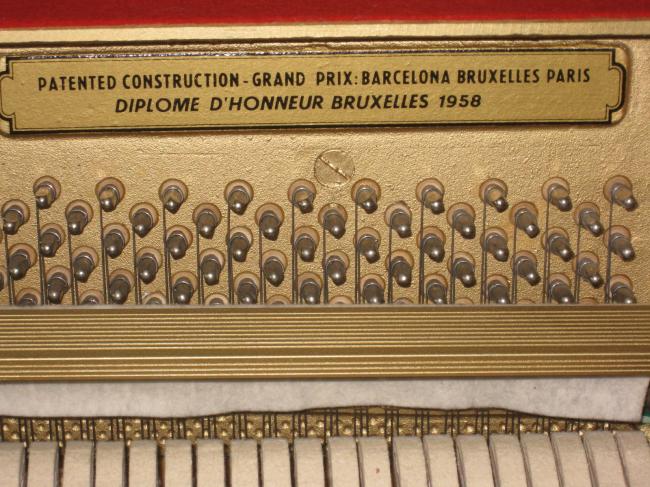 PATENTED CONSTRUCTION - GRAND PRIX: BARCELONA BRUXELLES PARIS
DIPLOME D'HONNEUR BRUXELLES 1958